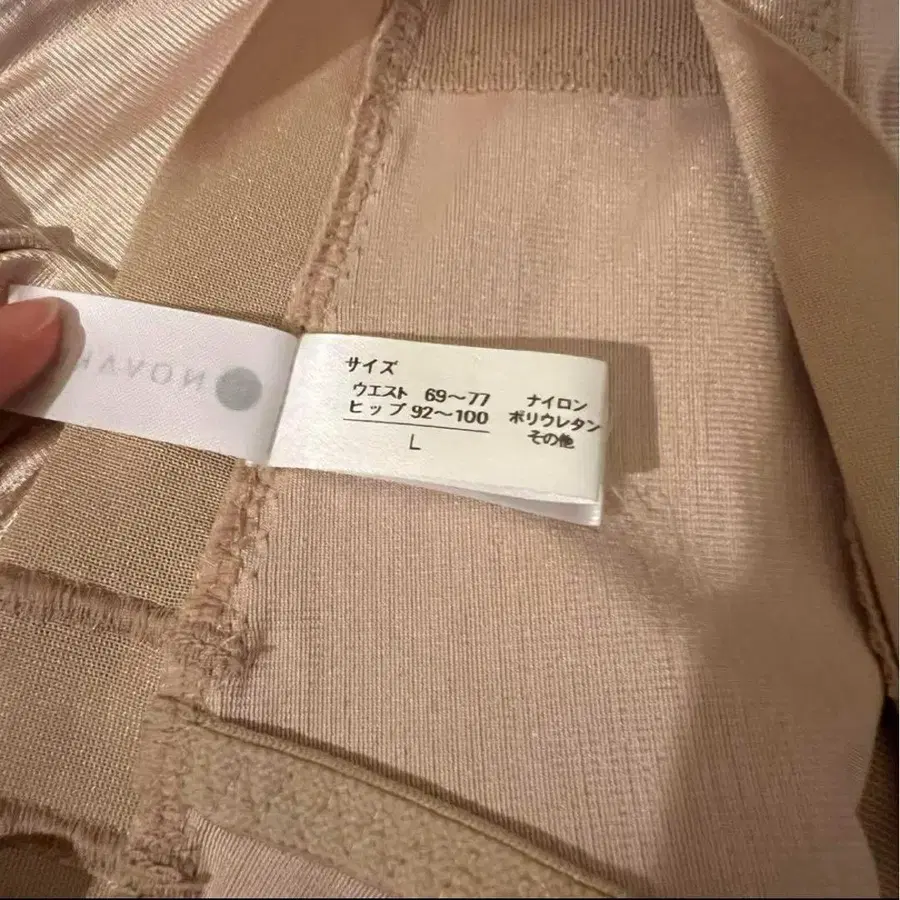 サイズ
ウエスト 69〜77
ヒップ 92〜100
L
ナイロン
ポリウレタン
その他